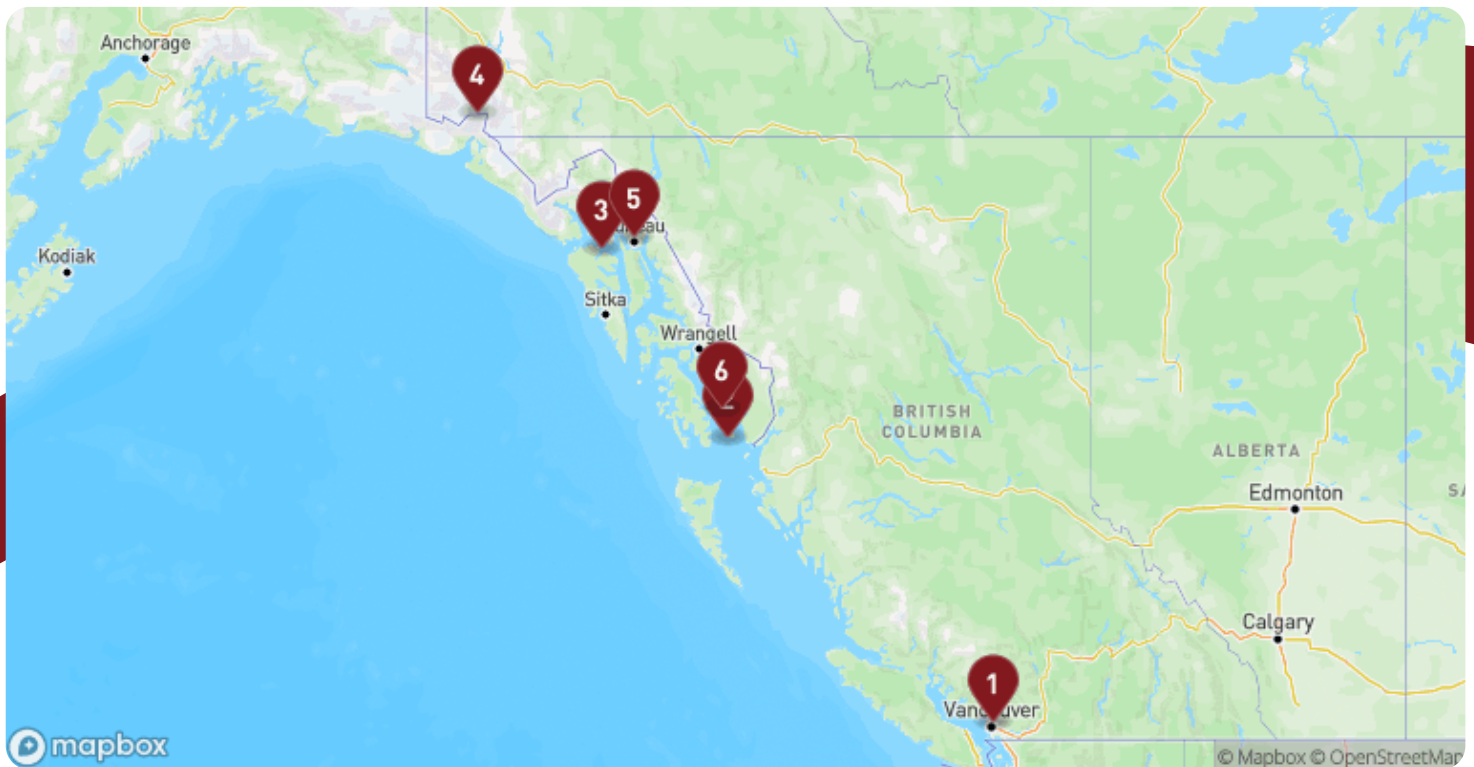 Anchorage
4
Kodiak
3
5
Sitka
Wrangell
6
BRITISH
COLUMBIA
ALBERTA
Edmonton
Calgary
1
mapbox
© Mapbox © OpenStreetMap